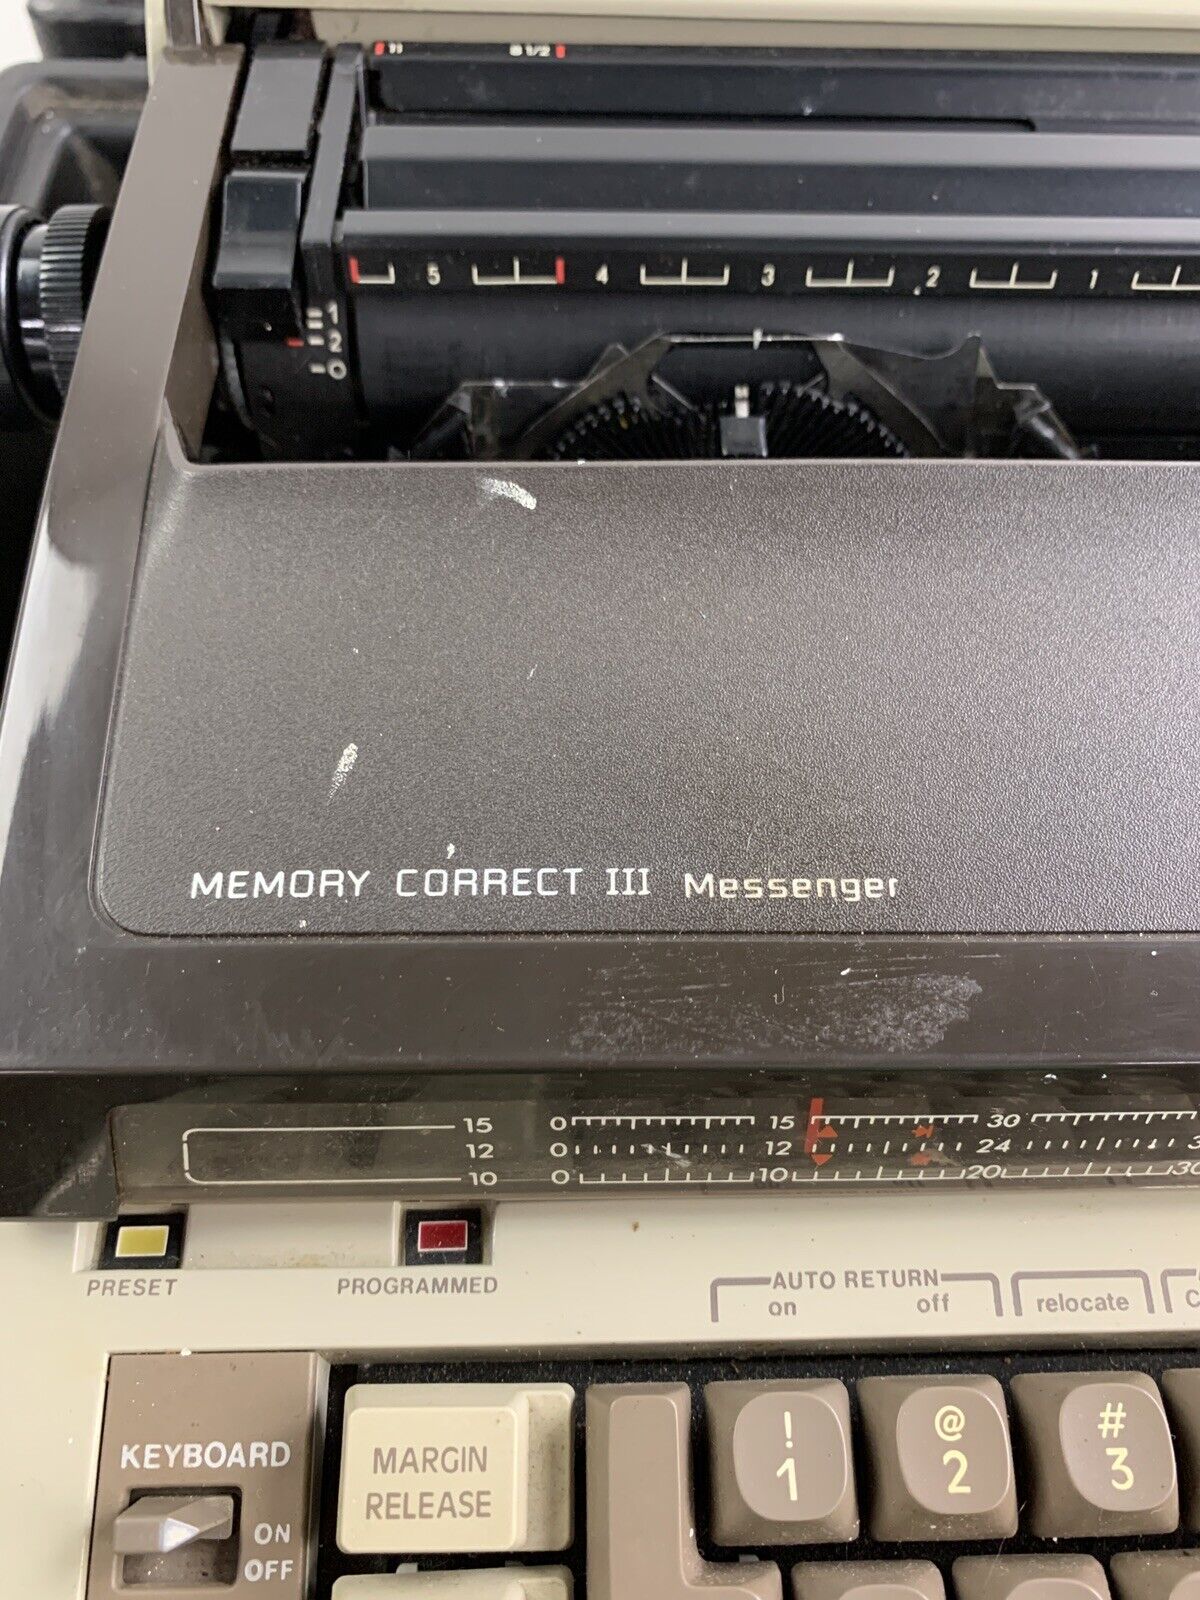 11 8 1/2
5 4 3 2 1
1
2
0
MEMORY CORRECT III Messenger
15 0 15 30
12 0 12 24 3
10 0 10 20 30
PRESET
PROGRAMMED
AUTO RETURN
on off
relocate
C
KEYBOARD
ON
OFF
MARGIN
RELEASE
!
1
@
2
#
3